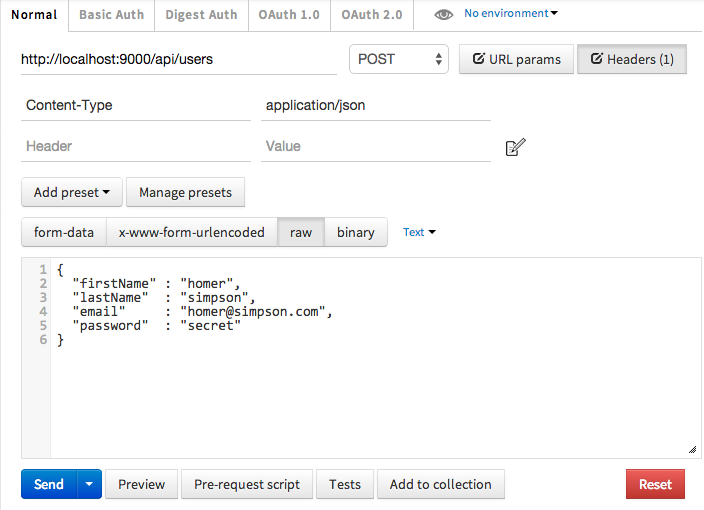 Normal Basic Auth Digest Auth OAuth 1.0 OAuth 2.0 No environment
http://localhost:9000/api/users POST URL params Headers (1)
Content-Type application/json
Header Value
Add preset Manage presets
form-data x-www-form-urlencoded raw binary Text
1 {
2 "firstName" : "homer",
3 "lastName" : "simpson",
4 "email" : "homer@simpson.com",
5 "password" : "secret"
6 }
Send Preview Pre-request script Tests Add to collection Reset